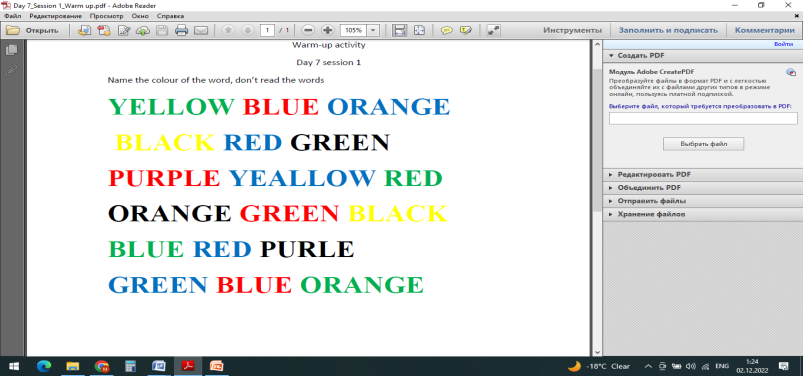 Day 7_Session 1_Warm up.pdf - Adobe Reader
Файл Редактирование Просмотр Окно Справка
Открыть 1 / 1 105% Инструменты Заполнить и подписать Комментарии
Войти
Warm-up activity
Day 7 session 1
Name the colour of the word, don't read the words
YELLOW BLUE ORANGE
BLACK RED GREEN
PURPLE YEALLOW RED
ORANGE GREEN BLACK
BLUE RED PURLE
GREEN BLUE ORANGE
Создать PDF
Модуль Adobe CreatePDF
Преобразуйте файлы в формат PDF и с легкостью
объединяйте их с файлами других типов в режиме
онлайн, пользуясь платной подпиской.
Выберите файл, который требуется преобразовать в PDF:
Выбрать файл
Редактировать PDF
Объединить PDF
Отправить файлы
Хранение файлов
-18°C Clear ENG 1:24
02.12.2022